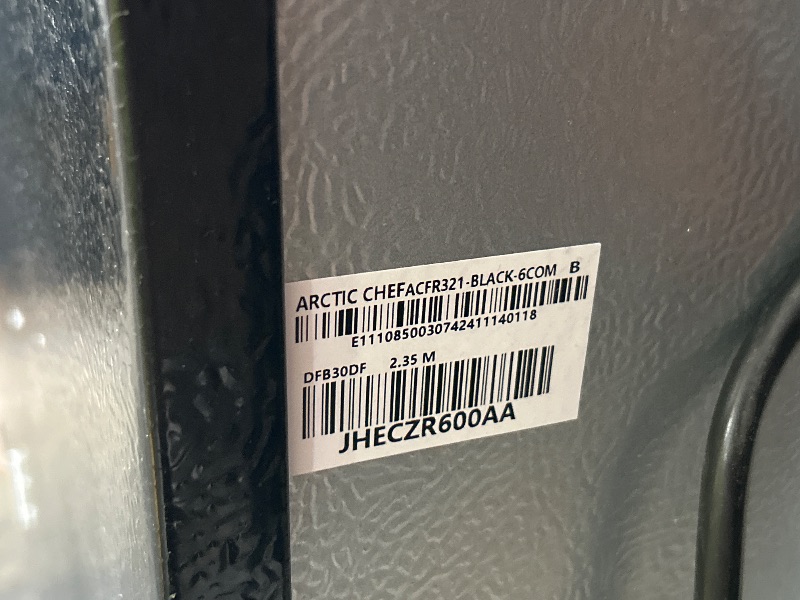 ARCTIC CHEFACFR321-BLACK-6COM B
E1110850030742411140118
DFB30DF 2.35 M
JHECZR600AA